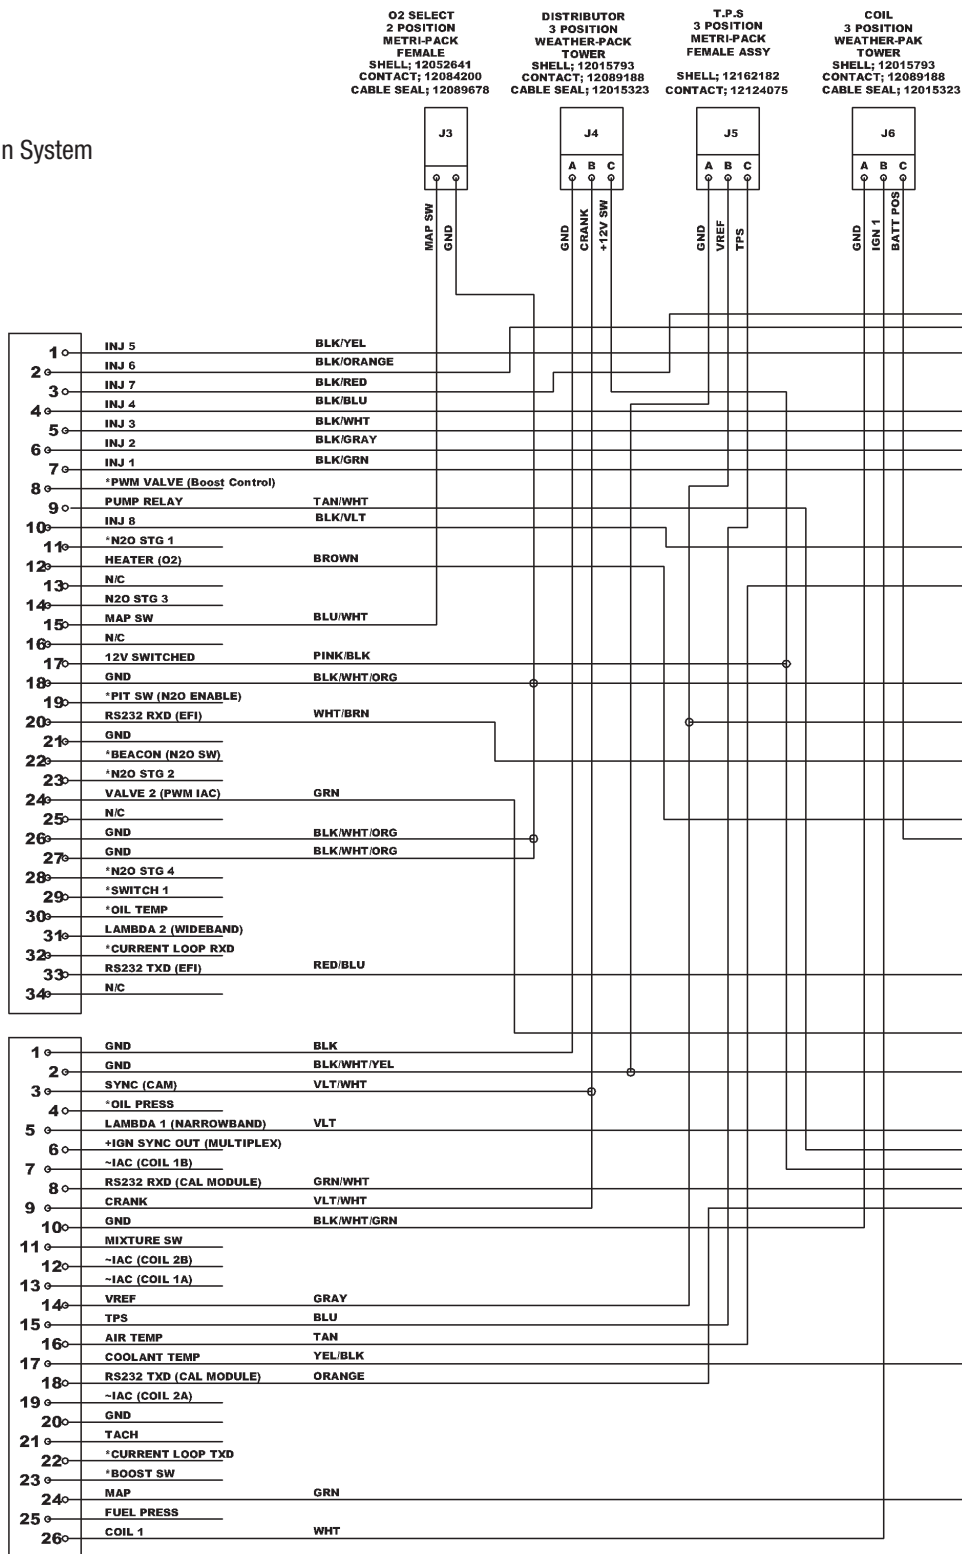 O2 SELECT
2 POSITION
METRI-PACK
FEMALE
SHELL; 12052641
CONTACT; 12084200
CABLE SEAL; 12089678
DISTRIBUTOR
3 POSITION
WEATHER-PACK
TOWER
SHELL; 12015793
CONTACT; 12089188
CABLE SEAL; 12015323
T.P.S
3 POSITION
METRI-PACK
FEMALE ASSY
SHELL; 12162182
CONTACT; 12124075
COIL
3 POSITION
WEATHER-PAK
TOWER
SHELL; 12015793
CONTACT; 12089188
CABLE SEAL; 12015323
n System
J3
J4
A B C
J5
A B C
J6
A B C
MAP SW
GND
GND
CRANK
+12V SW
GND
VREF
TPS
GND
IGN 1
BATT POS
1 INJ 5 BLK/YEL
2 INJ 6 BLK/ORANGE
3 INJ 7 BLK/RED
4 INJ 4 BLK/BLU
5 INJ 3 BLK/WHT
6 INJ 2 BLK/GRAY
7 INJ 1 BLK/GRN
8 *PWM VALVE (Boost Control)
9 PUMP RELAY TAN/WHT
10 INJ 8 BLK/VLT
11 *N2O STG 1
12 HEATER (O2) BROWN
13 N/C
14 N2O STG 3
15 MAP SW BLU/WHT
16 N/C
17 12V SWITCHED PINK/BLK
18 GND BLK/WHT/ORG
19 *PIT SW (N2O ENABLE)
20 RS232 RXD (EFI) WHT/BRN
21 GND
22 *BEACON (N2O SW)
23 *N2O STG 2
24 VALVE 2 (PWM IAC) GRN
25 N/C
26 GND BLK/WHT/ORG
27 GND BLK/WHT/ORG
28 *N2O STG 4
29 *SWITCH 1
30 *OIL TEMP
31 LAMBDA 2 (WIDEBAND)
32 *CURRENT LOOP RXD
33 RS232 TXD (EFI) RED/BLU
34 N/C
1 GND BLK
2 GND BLK/WHT/YEL
3 SYNC (CAM) VLT/WHT
4 *OIL PRESS
5 LAMBDA 1 (NARROWBAND) VLT
6 +IGN SYNC OUT (MULTIPLEX)
7 ~IAC (COIL 1B)
8 RS232 RXD (CAL MODULE) GRN/WHT
9 CRANK VLT/WHT
10 GND BLK/WHT/GRN
11 MIXTURE SW
12 ~IAC (COIL 2B)
13 ~IAC (COIL 1A)
14 VREF GRAY
15 TPS BLU
16 AIR TEMP TAN
17 COOLANT TEMP YEL/BLK
18 RS232 TXD (CAL MODULE) ORANGE
19 ~IAC (COIL 2A)
20 GND
21 TACH
22 *CURRENT LOOP TXD
23 *BOOST SW
24 MAP GRN
25 FUEL PRESS
26 COIL 1 WHT